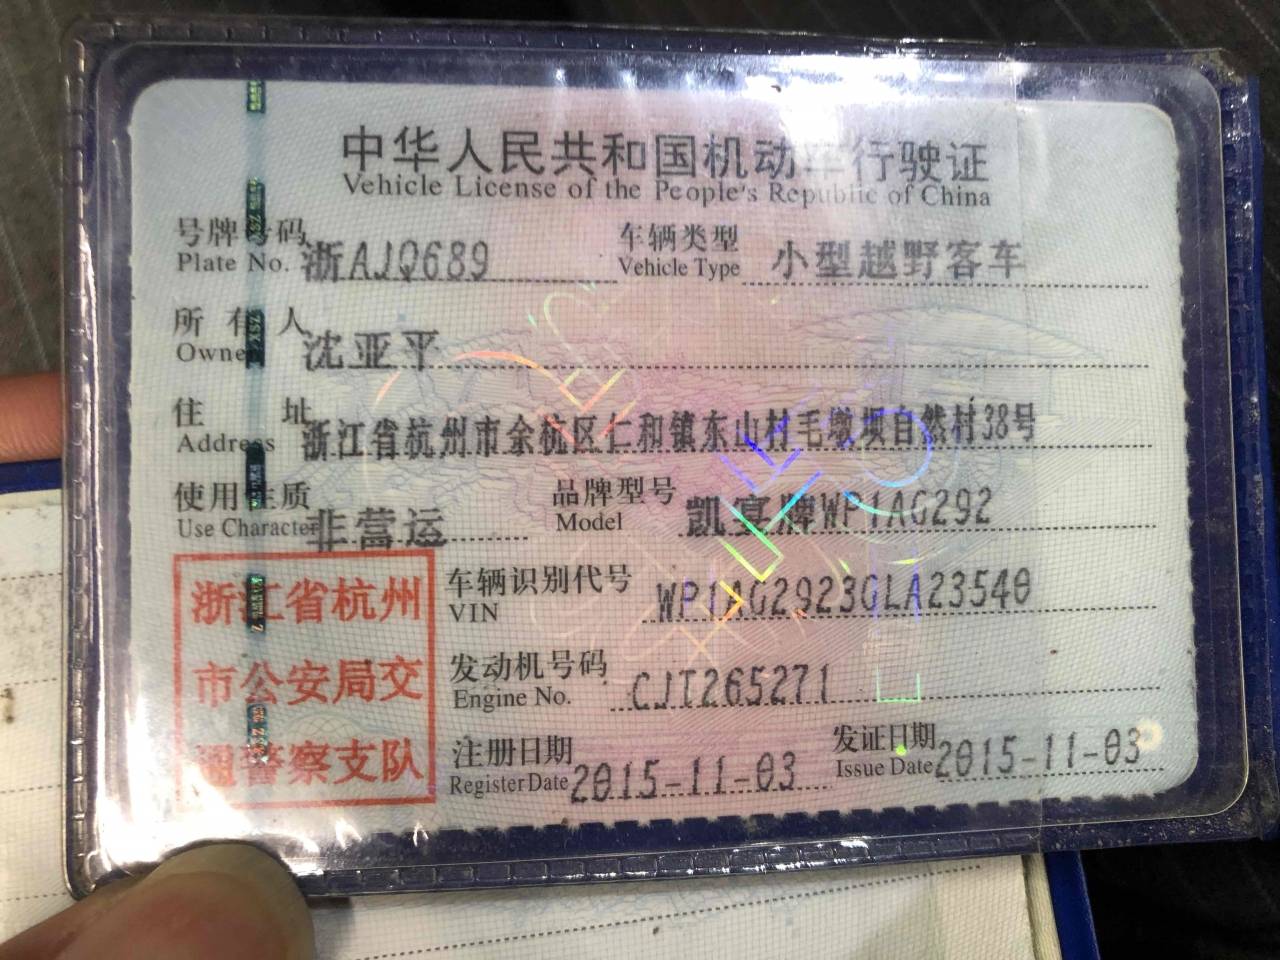 中华人民共和国机动车行驶证
Vehicle License of the People's Republic of China
号牌号码 浙AJQ689 车辆类型 小型越野客车
Plate No. Vehicle Type
所有人 沈亚平
Owner
住址 浙江省杭州市余杭区仁和镇东山村毛墩坝自然村38号
Address
使用性质 非营运 品牌型号 凯宴牌WP1AG292
Use Character Model
浙江省杭州
市公安局交
通警察支队
车辆识别代号 WP1AG2923GLA23540
VIN
发动机号码 CJT265271
Engine No.
注册日期 2015-11-03 发证日期 2015-11-03
Register Date Issue Date